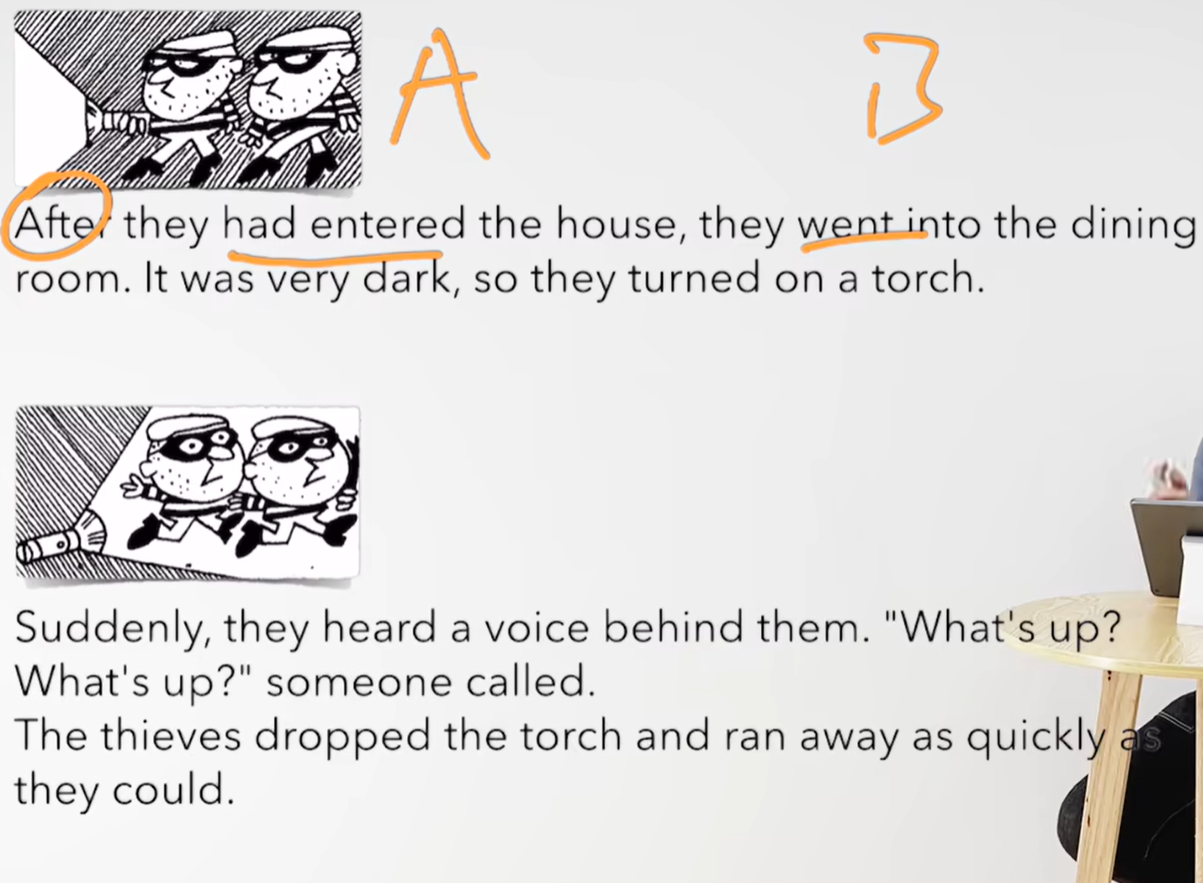 A B
After they had entered the house, they went into the dining
room. It was very dark, so they turned on a torch.
Suddenly, they heard a voice behind them. "What's up?
What's up?" someone called.
The thieves dropped the torch and ran away as quickly as
they could.